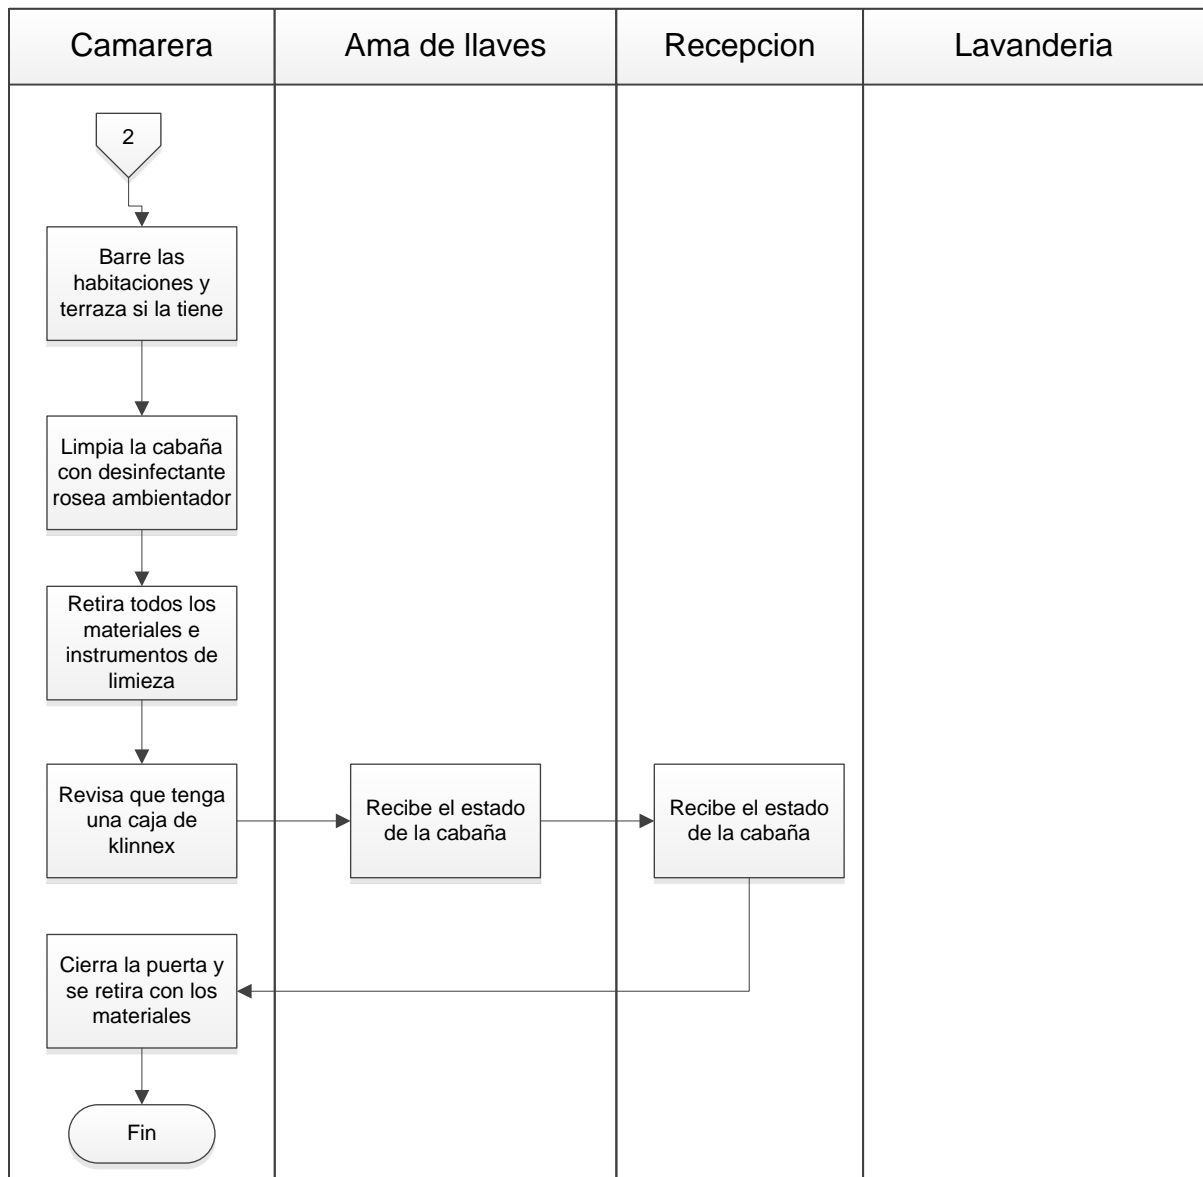 Camarera
Ama de llaves
Recepcion
Lavanderia
2
Barre las
habitaciones y
terraza si la tiene
Limpia la cabaña
con desinfectante
rosea ambientador
Retira todos los
materiales e
instrumentos de
limieza
Revisa que tenga
una caja de
klinnex
Recibe el estado
de la cabaña
Recibe el estado
de la cabaña
Cierra la puerta y
se retira con los
materiales
Fin